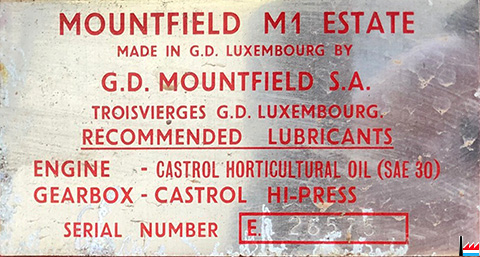 MOUNTFIELD M1 ESTATE
MADE IN G.D. LUXEMBOURG BY
G.D. MOUNTFIELD S.A.
TROISVIERGES G.D. LUXEMBOURG.
RECOMMENDED LUBRICANTS
ENGINE - CASTROL HORTICULTURAL OIL (SAE 30)
GEARBOX - CASTROL HI-PRESS
SERIAL NUMBER E.